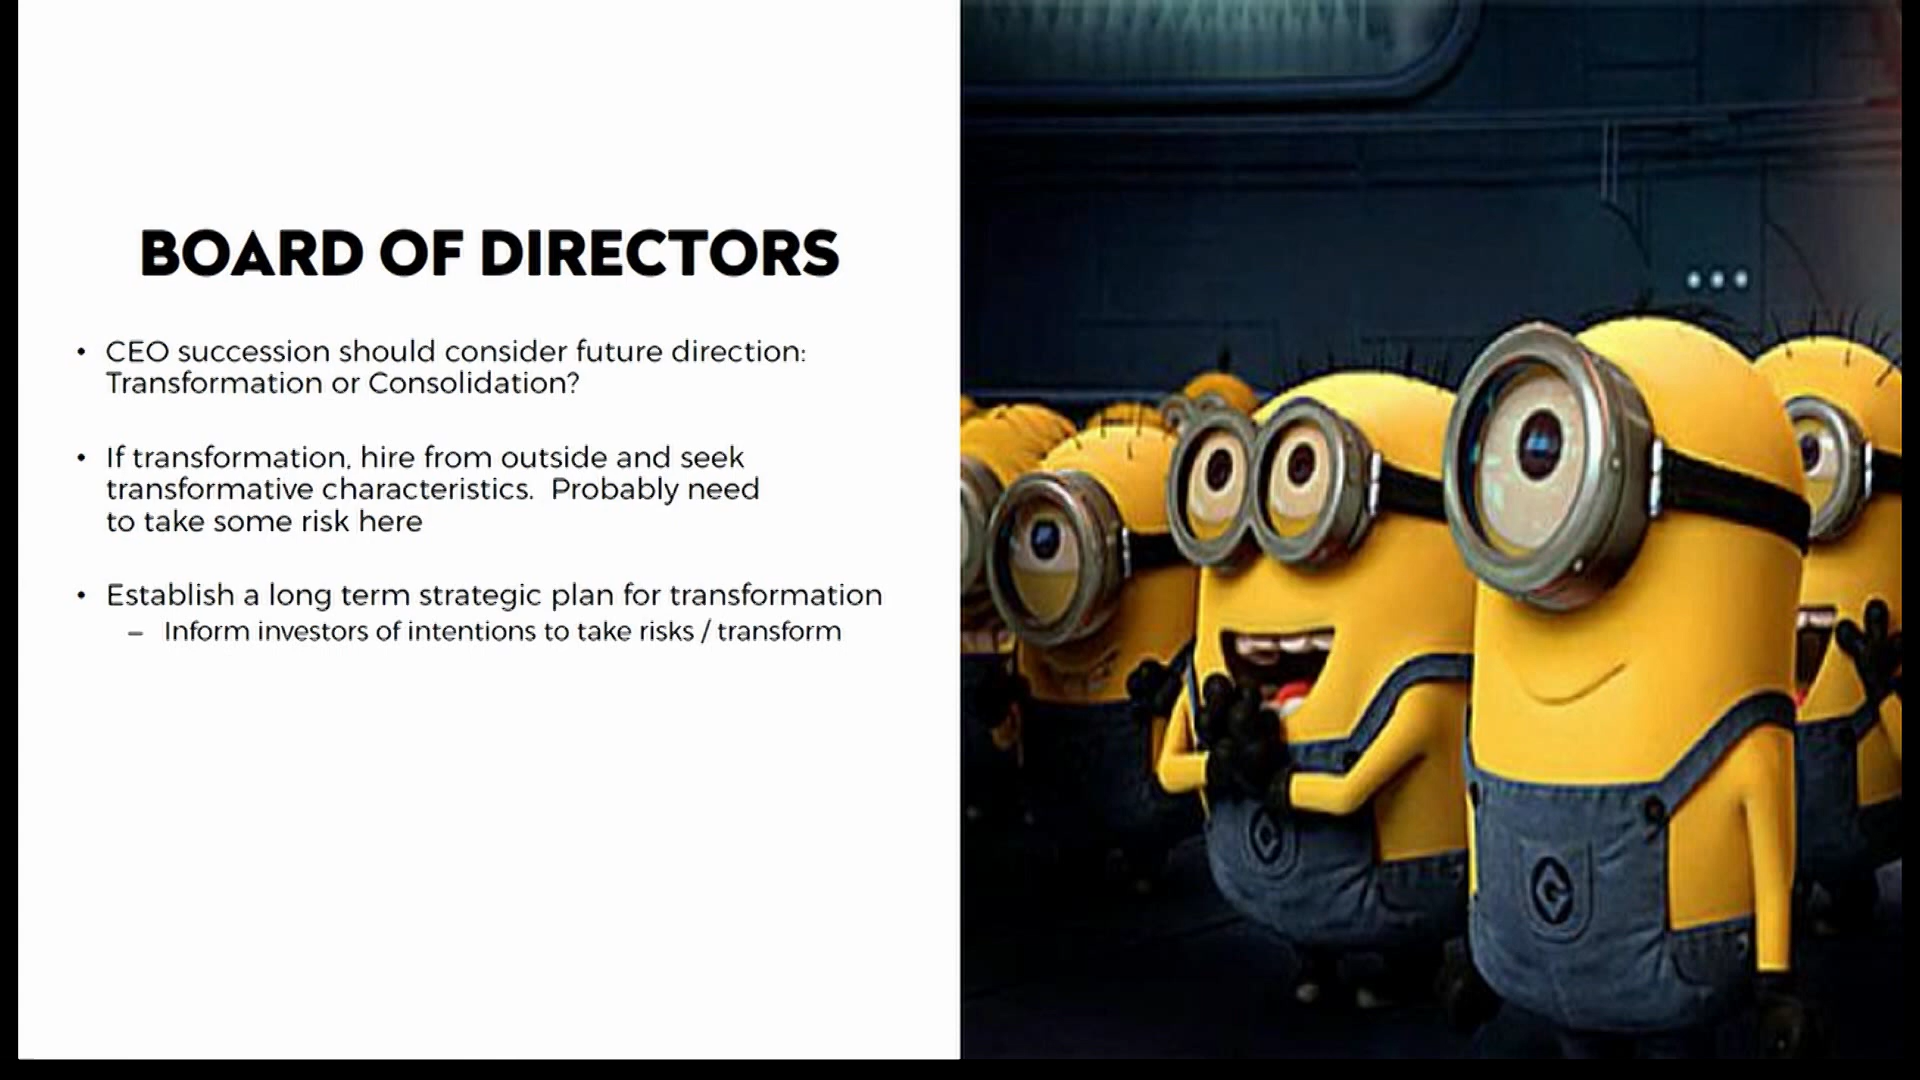 BOARD OF DIRECTORS
• CEO succession should consider future direction:
Transformation or Consolidation?
• If transformation, hire from outside and seek
transformative characteristics.  Probably need
to take some risk here
• Establish a long term strategic plan for transformation
– Inform investors of intentions to take risks / transform